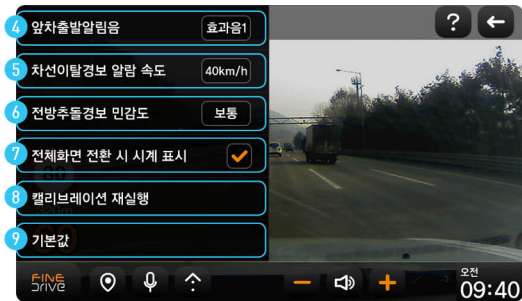 4 앞차출발알림음 효과음1
5 차선이탈경보 알람 속도 40km/h
6 전방추돌경보 민감도 보통
7 전체화면 전환 시 시계 표시
8 캘리브레이션 재실행
9 기본값
?
FINE
Drive
오전
09:40